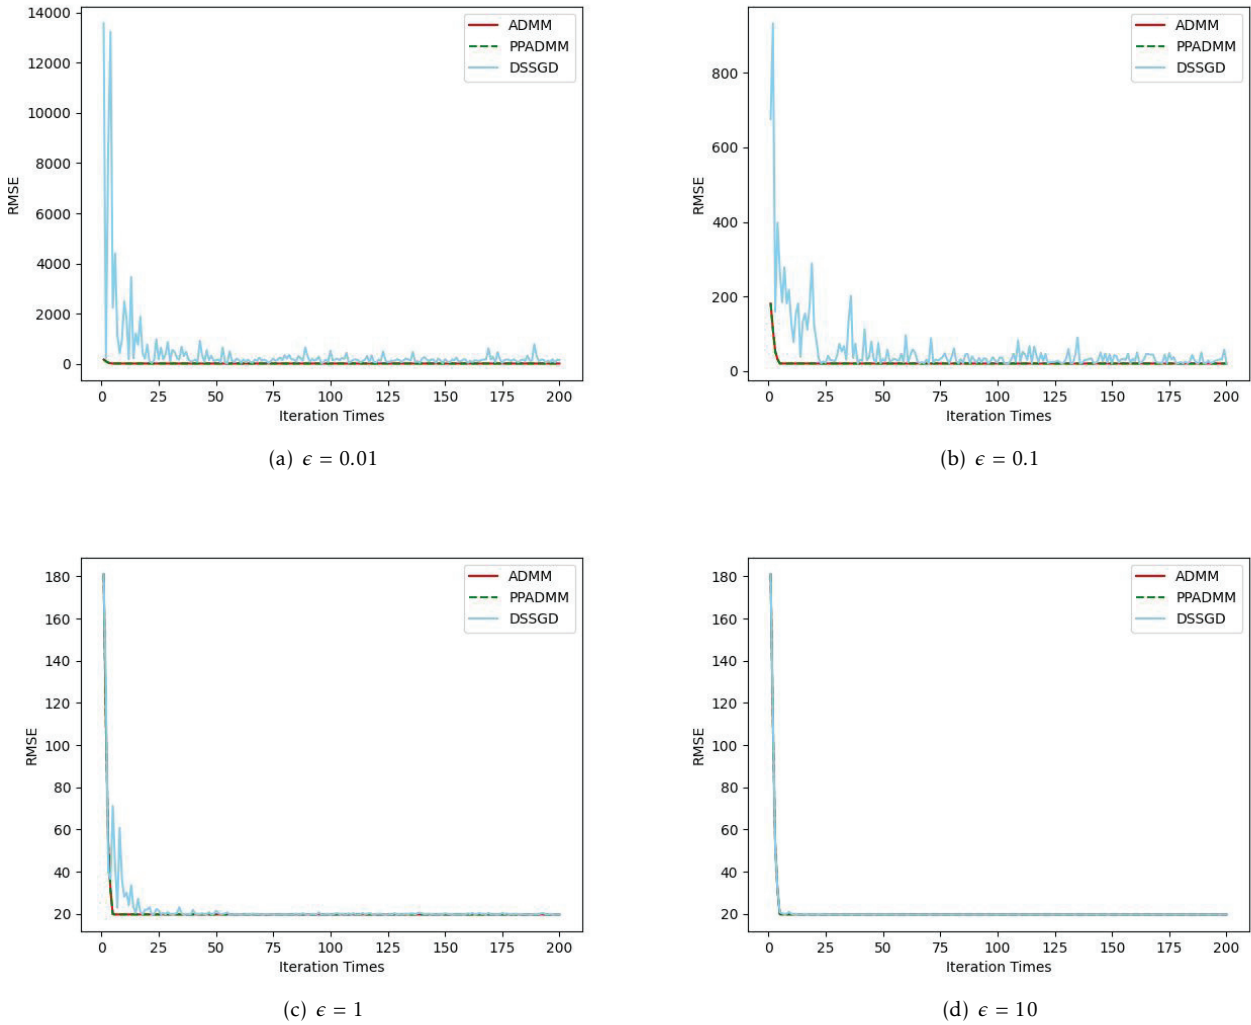 14000
12000
10000
8000
6000
4000
2000
0
RMSE
ADMM
PPADMM
DSSGD
0 25 50 75 100 125 150 175 200
Iteration Times
(a) ϵ = 0.01
800
600
400
200
0
RMSE
ADMM
PPADMM
DSSGD
0 25 50 75 100 125 150 175 200
Iteration Times
(b) ϵ = 0.1
180
160
140
120
100
80
60
40
20
RMSE
ADMM
PPADMM
DSSGD
0 25 50 75 100 125 150 175 200
Iteration Times
(c) ϵ = 1
180
160
140
120
100
80
60
40
20
RMSE
ADMM
PPADMM
DSSGD
0 25 50 75 100 125 150 175 200
Iteration Times
(d) ϵ = 10